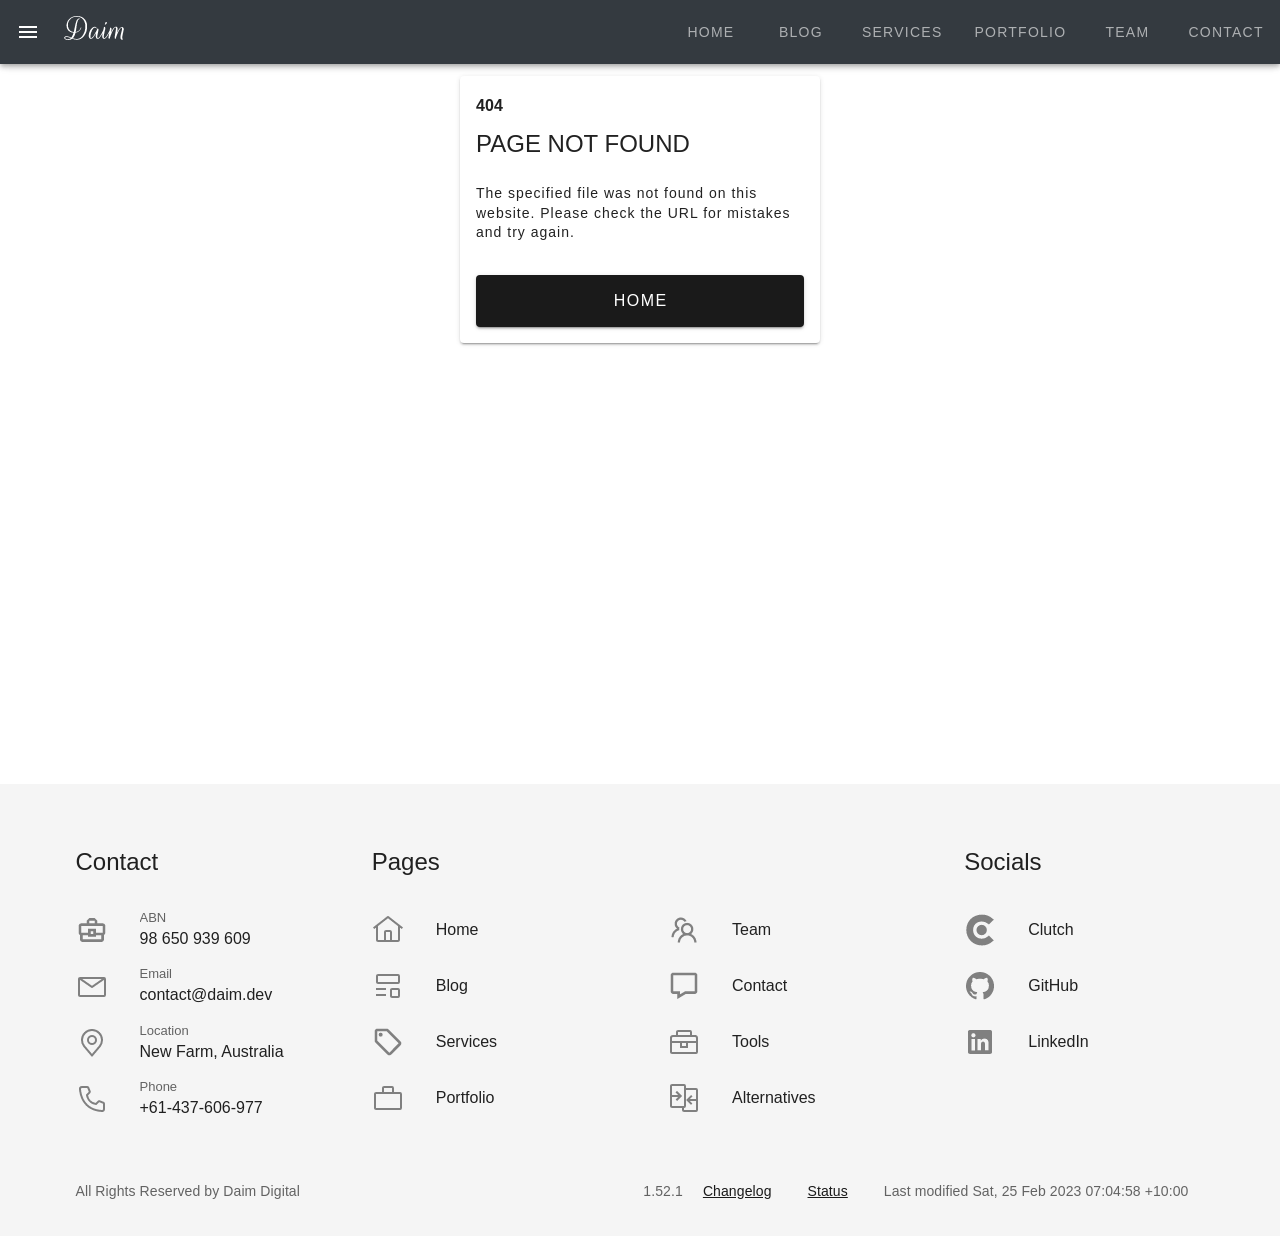 Daim
HOME BLOG SERVICES PORTFOLIO TEAM CONTACT
404
PAGE NOT FOUND
The specified file was not found on this
website. Please check the URL for mistakes
and try again.
HOME
Contact
ABN
98 650 939 609
Email
contact@daim.dev
Location
New Farm, Australia
Phone
+61-437-606-977
Pages
Home
Blog
Services
Portfolio
Team
Contact
Tools
Alternatives
Socials
Clutch
GitHub
LinkedIn
All Rights Reserved by Daim Digital
1.52.1 Changelog Status Last modified Sat, 25 Feb 2023 07:04:58 +10:00